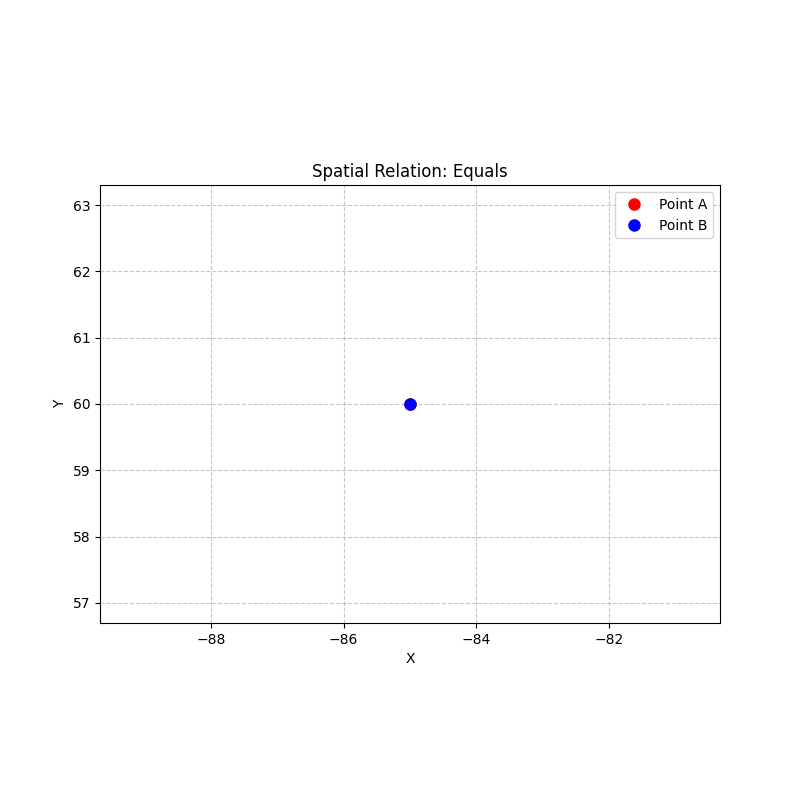 Spatial Relation: Equals
Point A
Point B
63
62
61
60
59
58
57
Y
−88
−86
−84
−82
X